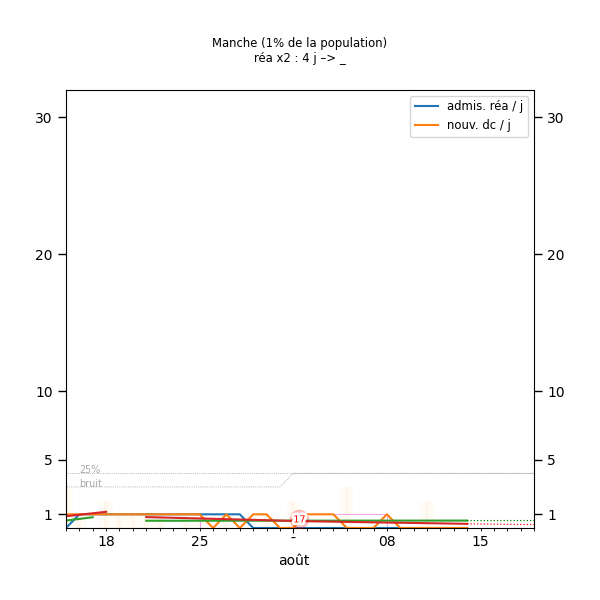 Manche (1% de la population)
réa x2 : 4 j –> _
admis. réa / j
nouv. dc / j
30
30
20
20
10
10
5
5
25%
bruit
1
1
17
18
25
-
08
15
août